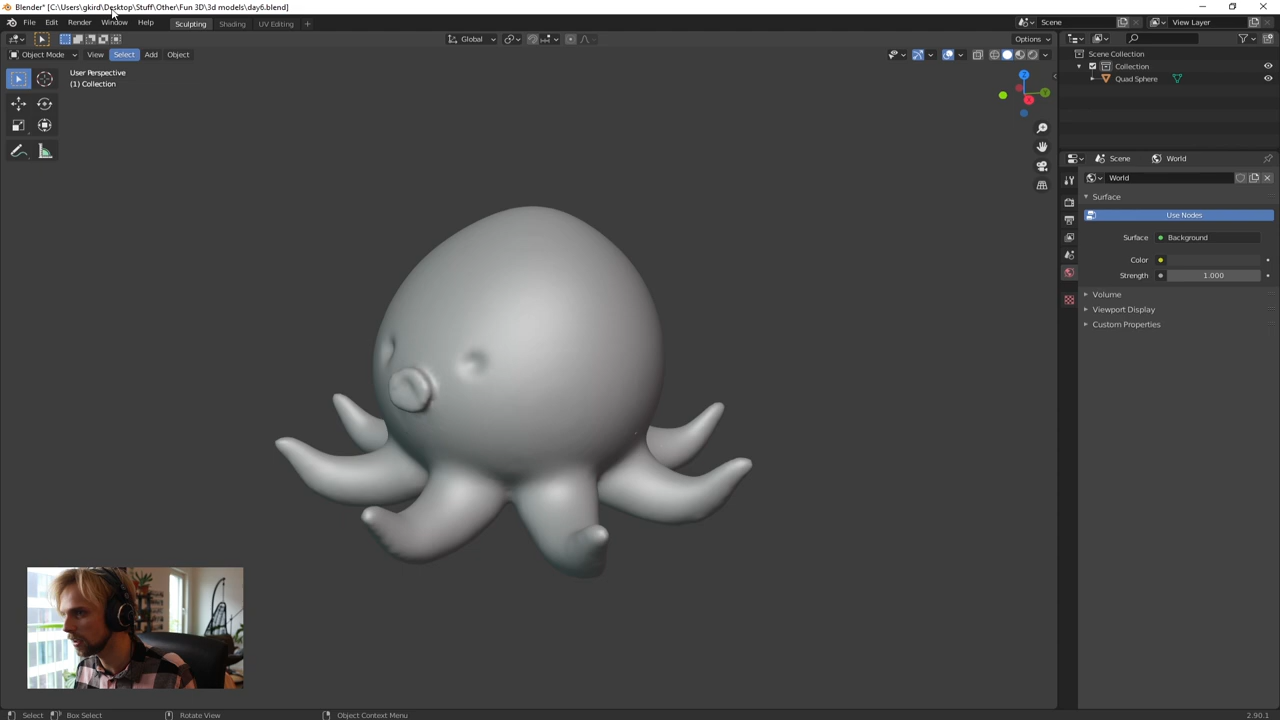 Blender* [C:\Users\gkird\Desktop\Stuff\Other\Fun 3D\3d models\day6.blend]
File Edit Render Window Help Sculpting Shading UV Editing + Scene View Layer
Global Options
Object Mode View Select Add Object
User Perspective
(1) Collection
Z
Y
X
Scene Collection
Collection
Quad Sphere
Scene World
World
Surface
Use Nodes
Surface Background
Color
Strength 1.000
Volume
Viewport Display
Custom Properties
Select Box Select Rotate View Object Context Menu 2.90.1